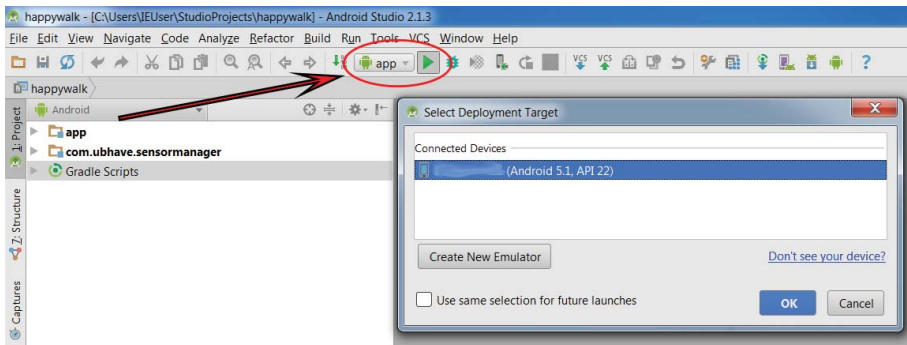 happywalk - [C:\Users\IEUser\StudioProjects\happywalk] - Android Studio 2.1.3
File Edit View Navigate Code Analyze Refactor Build Run Tools VCS Window Help
app VCS VCS ?
happywalk
Android
1: Project
app
com.ubhave.sensormanager
Gradle Scripts
7: Structure
Captures
Select Deployment Target
Connected Devices
(Android 5.1, API 22)
Create New Emulator Don't see your device?
Use same selection for future launches OK Cancel